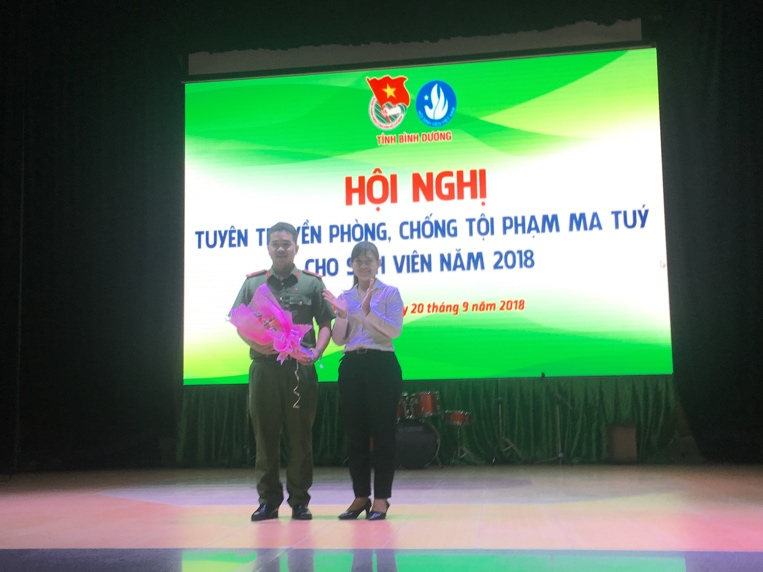 TỈNH BÌNH DƯƠNG
HỘI NGHỊ
TUYÊN PHÒNG, CHỐNG TỘI PHẠM MA TUÝ
CHO VIÊN NĂM 2018
20 tháng 9 năm 2018